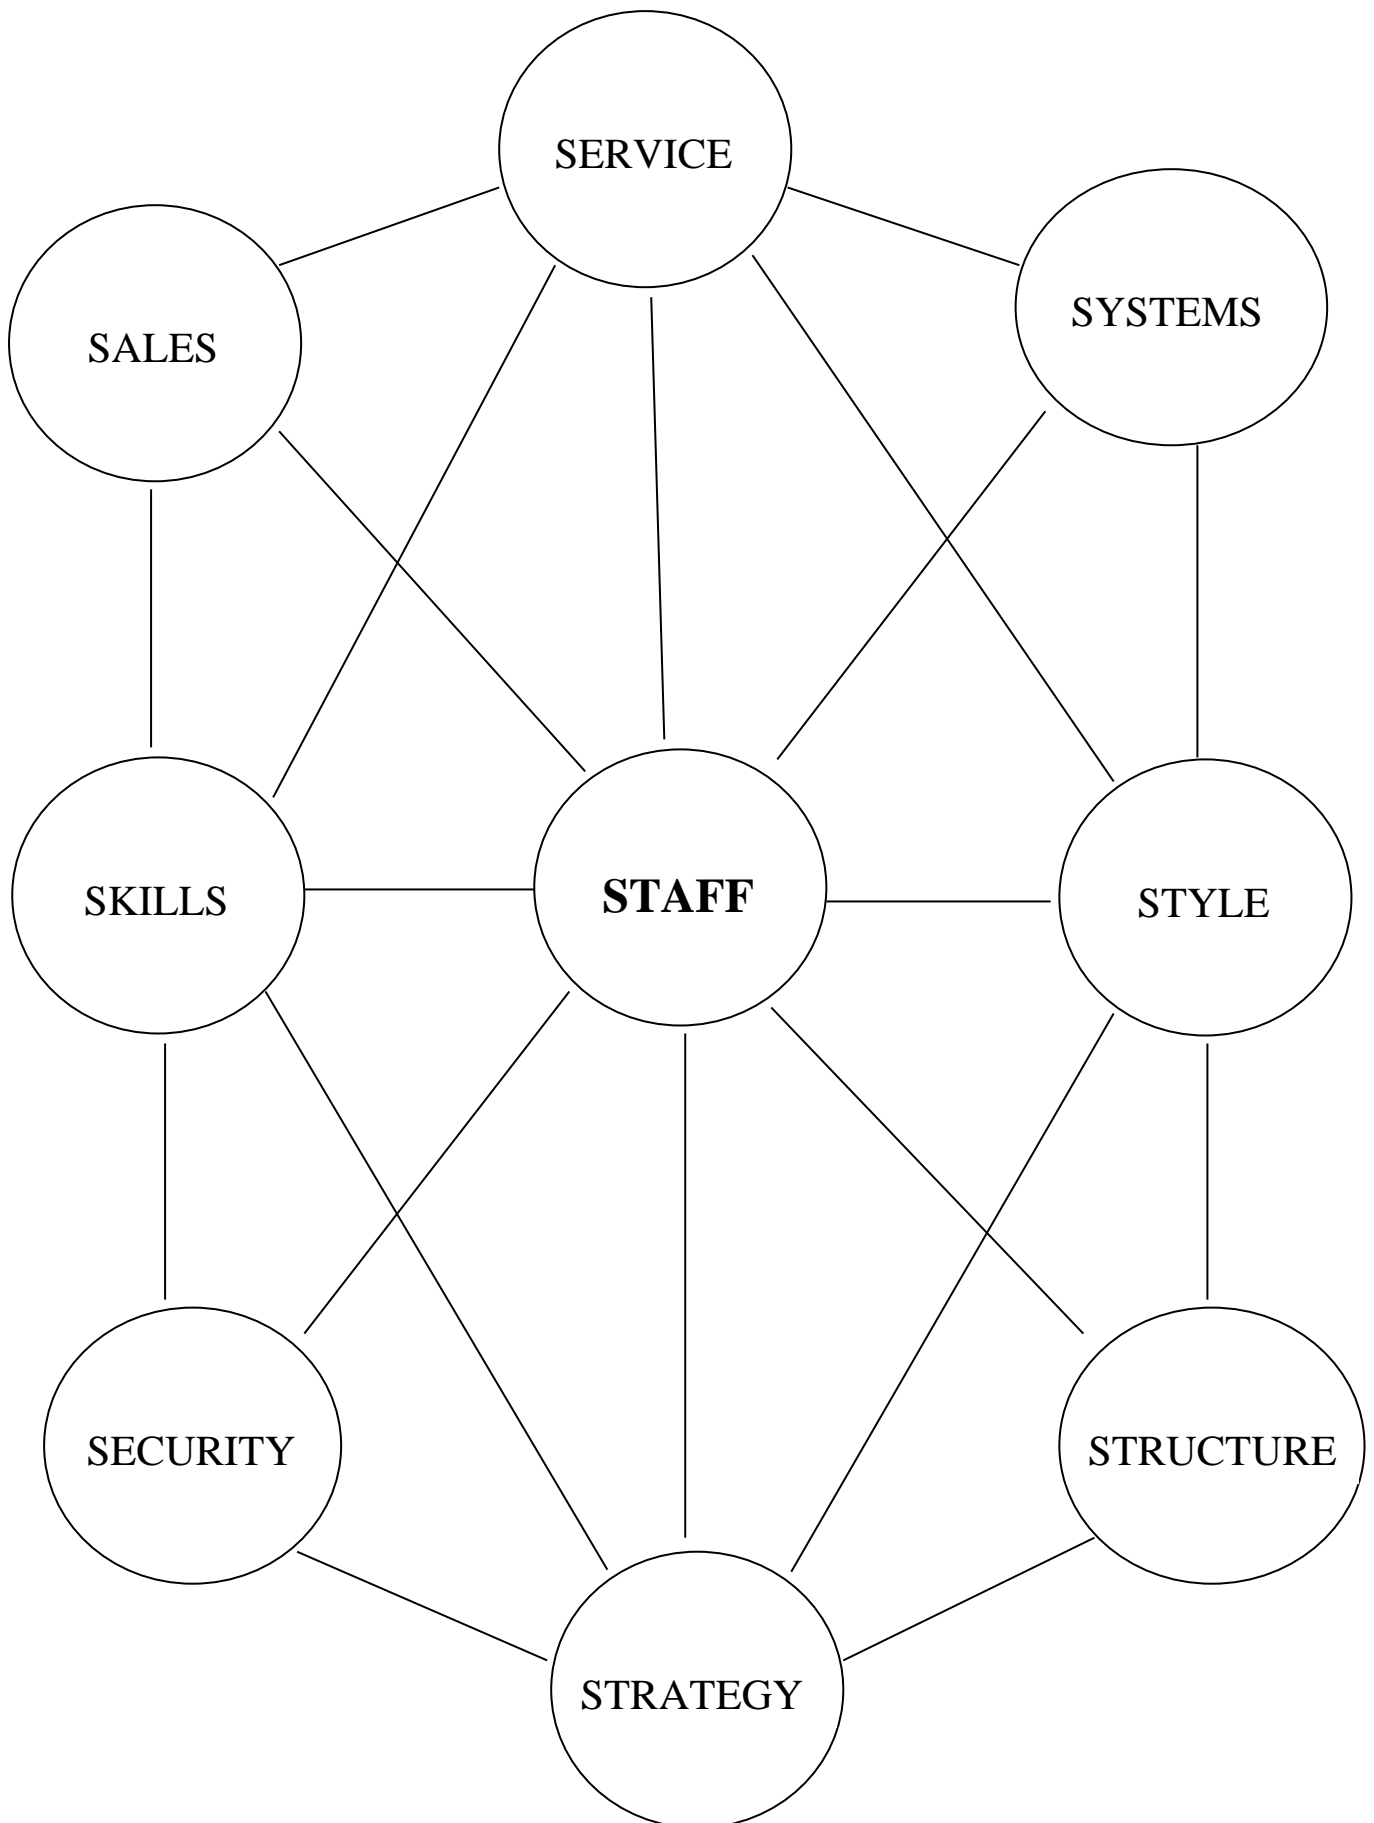 SERVICE
SYSTEMS
SALES
SKILLS
STAFF
STYLE
SECURITY
STRUCTURE
STRATEGY